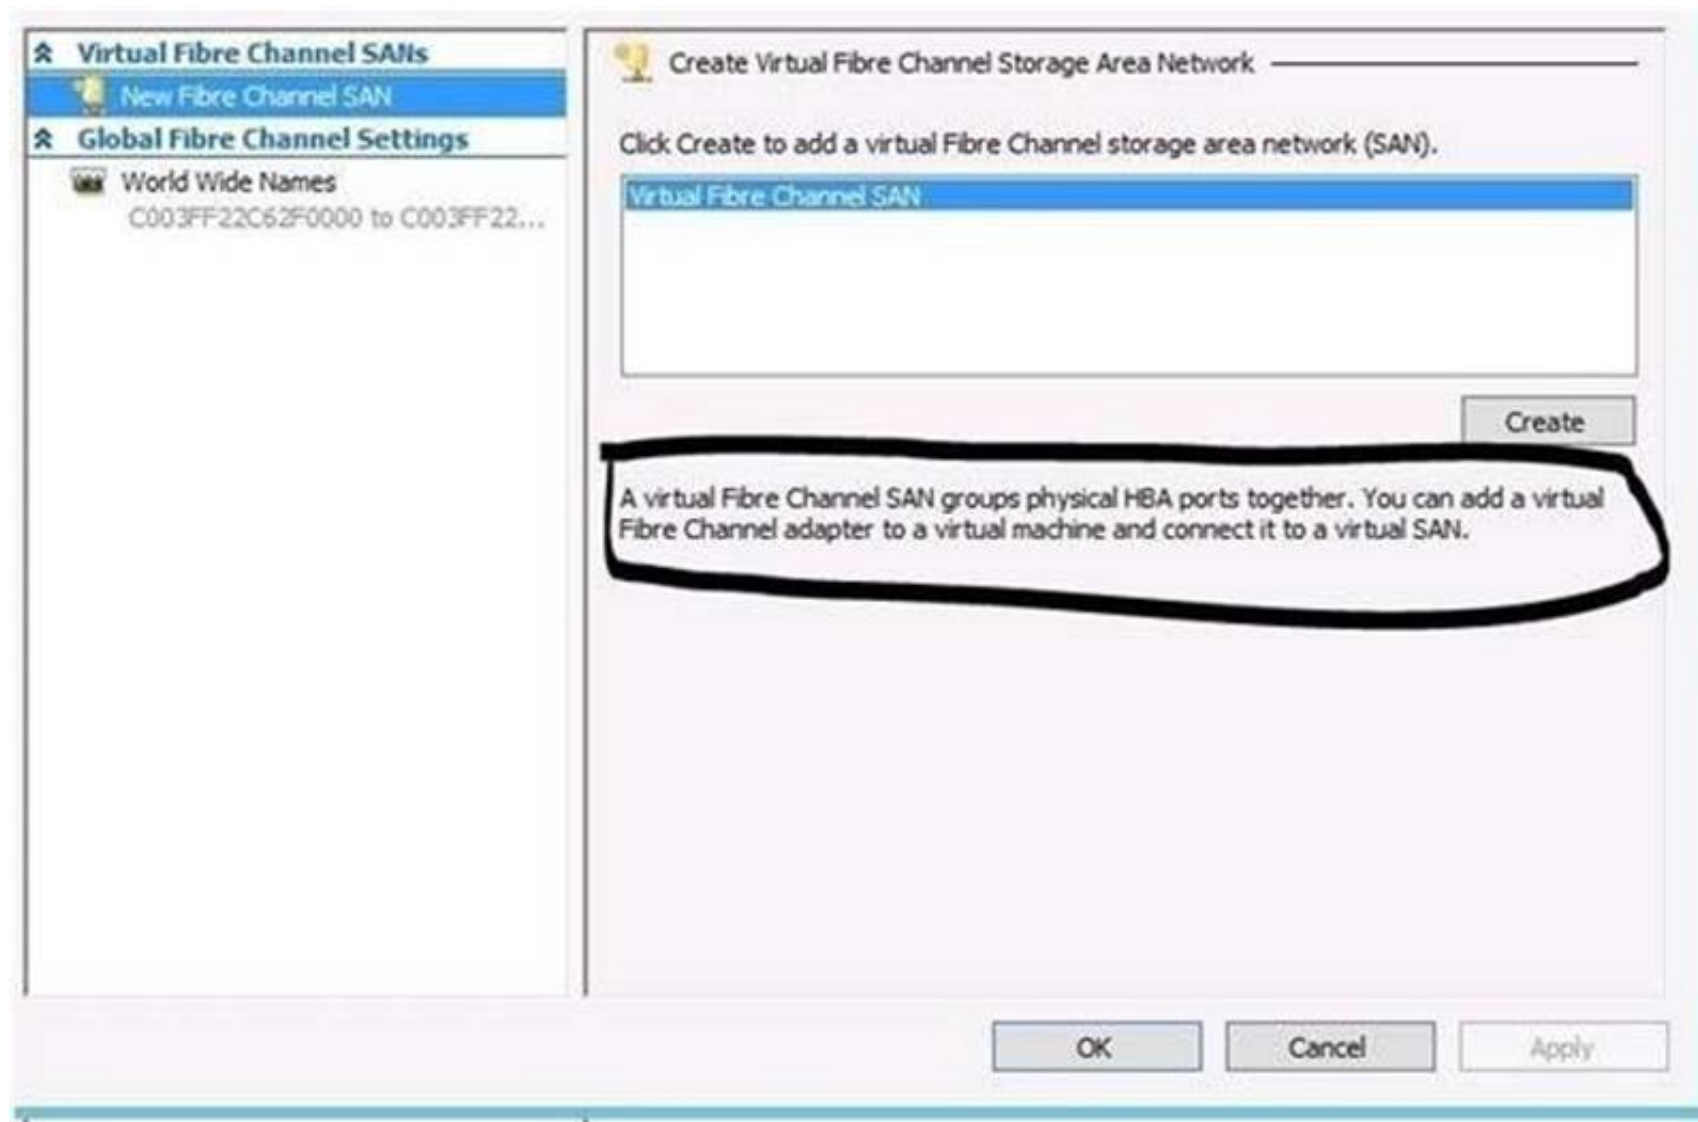 Virtual Fibre Channel SANs
New Fibre Channel SAN
Global Fibre Channel Settings
World Wide Names
C003FF22C62F0000 to C003FF22...
Create Virtual Fibre Channel Storage Area Network
Click Create to add a virtual Fibre Channel storage area network (SAN).
Virtual Fibre Channel SAN
Create
A virtual Fibre Channel SAN groups physical HBA ports together. You can add a virtual
Fibre Channel adapter to a virtual machine and connect it to a virtual SAN.
OK
Cancel
Apply